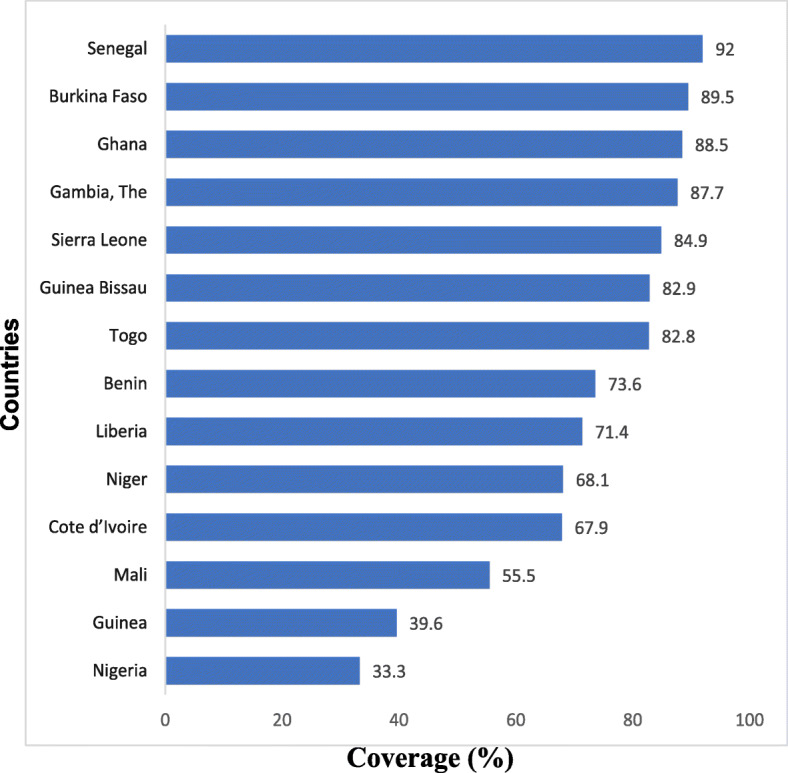 Countries
Senegal 92
Burkina Faso 89.5
Ghana 88.5
Gambia, The 87.7
Sierra Leone 84.9
Guinea Bissau 82.9
Togo 82.8
Benin 73.6
Liberia 71.4
Niger 68.1
Cote d’Ivoire 67.9
Mali 55.5
Guinea 39.6
Nigeria 33.3
0 20 40 60 80 100
Coverage (%)